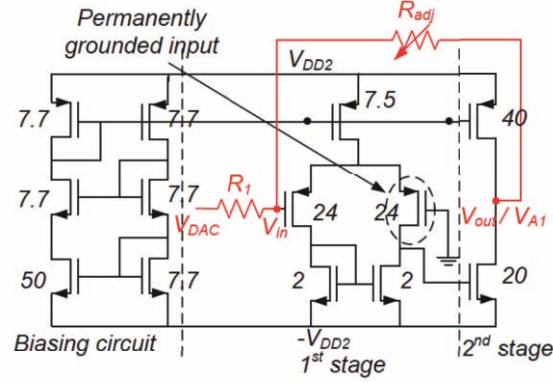 Permanently
grounded input
R_adj
V_DD2
7.7
7.7
7.5
40
7.7
7.7
R_1
V_DAC
V_in
24
24
V_out / V_A1
50
7.7
2
2
20
Biasing circuit
-V_DD2
1st stage
2nd stage